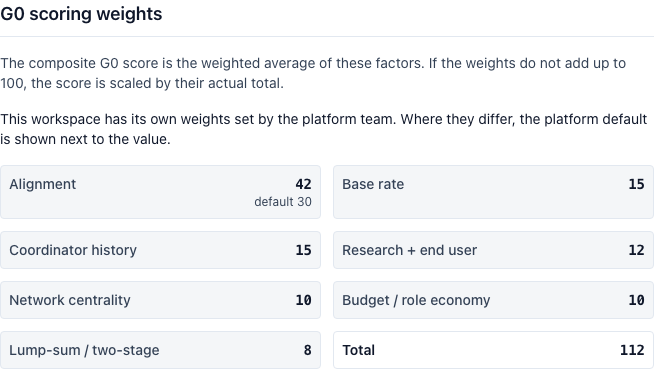 G0 scoring weights
The composite G0 score is the weighted average of these factors. If the weights do not add up to
100, the score is scaled by their actual total.
This workspace has its own weights set by the platform team. Where they differ, the platform default
is shown next to the value.
Alignment 42
default 30
Base rate 15
Coordinator history 15
Research + end user 12
Network centrality 10
Budget / role economy 10
Lump-sum / two-stage 8
Total 112